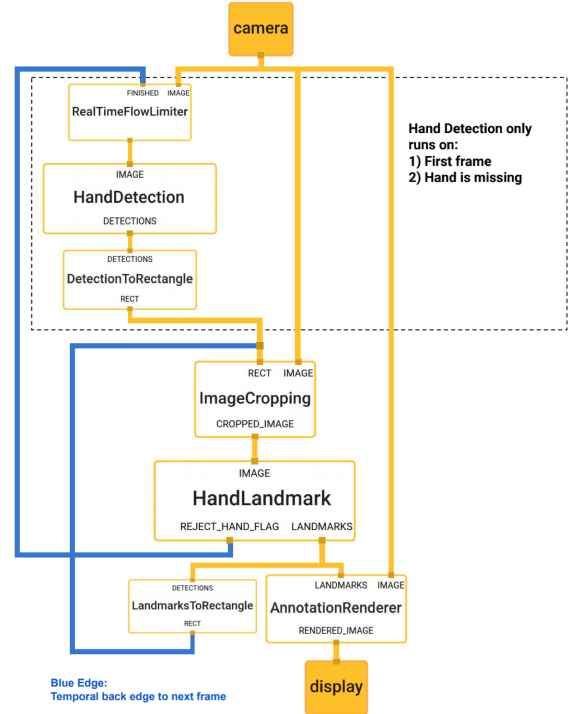 camera
FINISHED IMAGE
RealTimeFlowLimiter
Hand Detection only
runs on:
1) First frame
2) Hand is missing
IMAGE
HandDetection
DETECTIONS
DETECTIONS
DetectionToRectangle
RECT
RECT IMAGE
ImageCropping
CROPPED_IMAGE
IMAGE
HandLandmark
REJECT_HAND_FLAG LANDMARKS
DETECTIONS
LandmarksToRectangle
RECT
LANDMARKS IMAGE
AnnotationRenderer
RENDERED_IMAGE
display
Blue Edge:
Temporal back edge to next frame